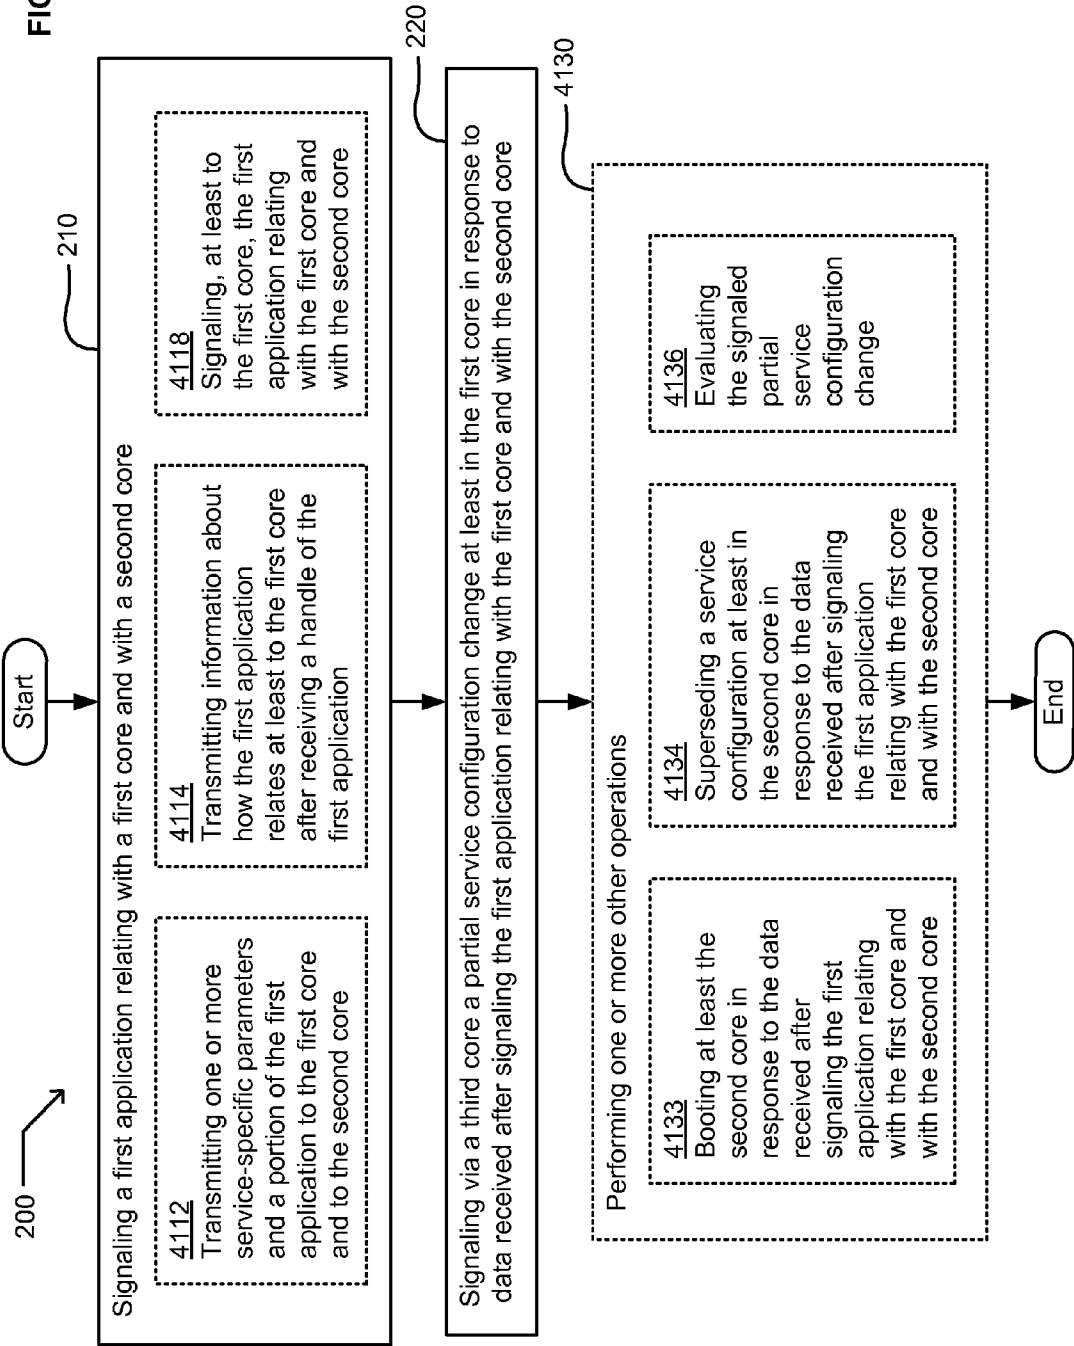 FIG
200
Start
210
Signaling a first application relating with a first core and with a second core
4112
Transmitting one or more
service-specific parameters
and a portion of the first
application to the first core
and to the second core
4114
Transmitting information about
how the first application
relates at least to the first core
after receiving a handle of the
first application
4118
Signaling, at least to
the first core, the first
application relating
with the first core and
with the second core
220
Signaling via a third core a partial service configuration change at least in the first core in response to
data received after signaling the first application relating with the first core and with the second core
4130
Performing one or more other operations
4133
Booting at least the
second core in
response to the data
received after
signaling the first
application relating
with the first core and
with the second core
4134
Superseding a service
configuration at least in
the second core in
response to the data
received after signaling
the first application
relating with the first core
and with the second core
4136
Evaluating
the signaled
partial
service
configuration
change
End